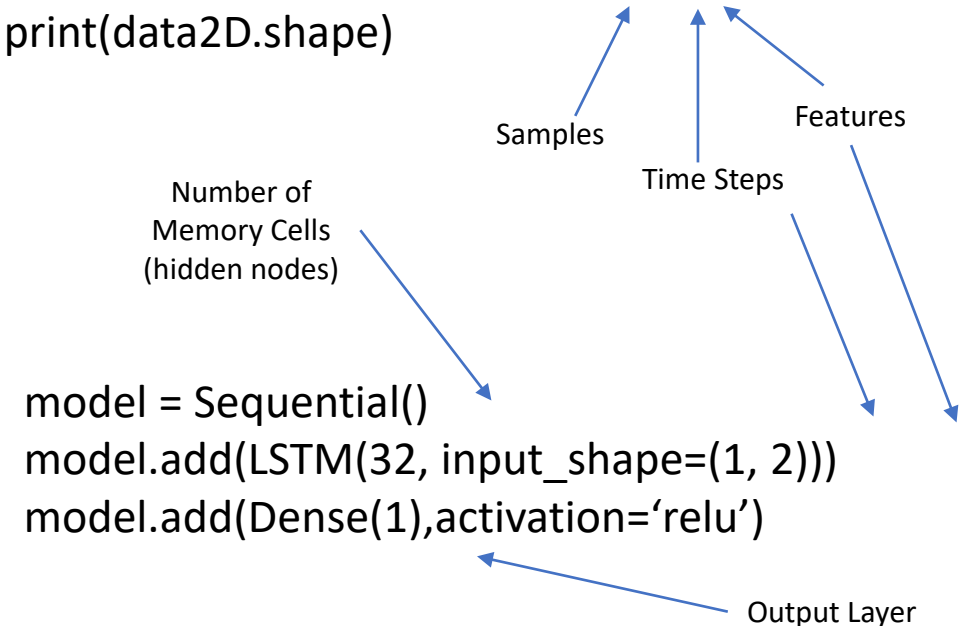 print(data2D.shape)
Samples
Features
Time Steps
Number of
Memory Cells
(hidden nodes)
model = Sequential()
model.add(LSTM(32, input_shape=(1, 2)))
model.add(Dense(1),activation=‘relu’)
Output Layer